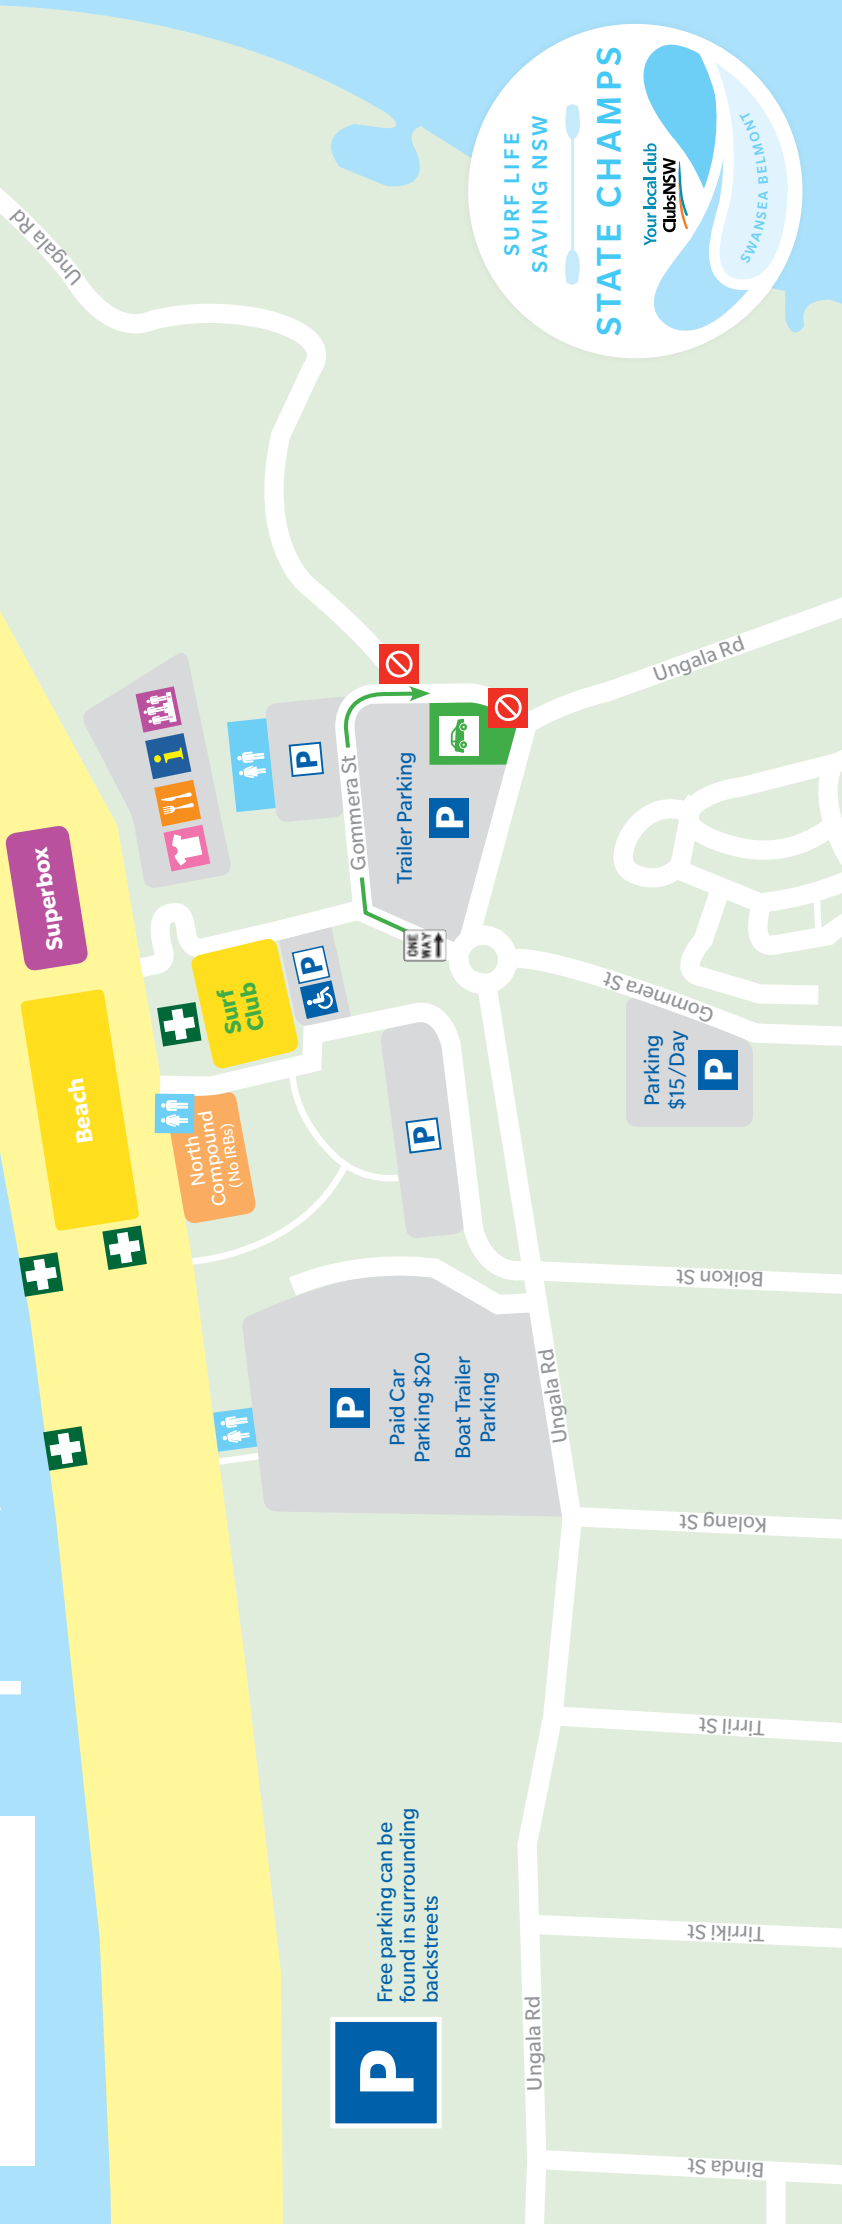 SURF LIFE
SAVING NSW
STATE CHAMPS
Your local club
ClubsNSW
SWANSEA BELMONT
Ungala Rd
Ungala Rd
i
P
Gommera St
Trailer Parking
P
Superbox
ONE
WAY
Surf
Club
P
Gommera St
Parking
$15/Day
P
Beach
North
Compound
(No IRBs)
P
Boikon St
P
Paid Car
Parking $20
Boat Trailer
Parking
Ungala Rd
Kolang St
Tirril St
Free parking can be
found in surrounding
backstreets
P
Tirriki St
Ungala Rd
Binda St